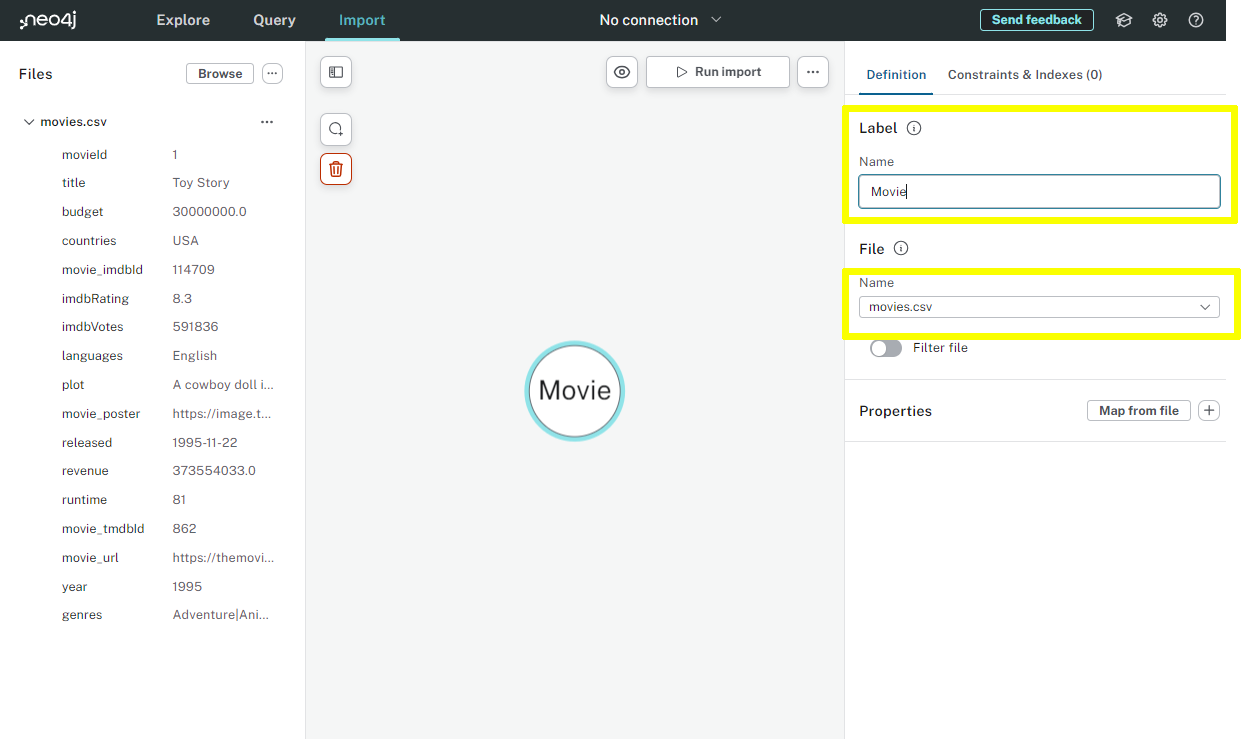 neo4j Explore Query Import No connection Send feedback
Files Browse
movies.csv
movieId 1
title Toy Story
budget 30000000.0
countries USA
movie_imdbId 114709
imdbRating 8.3
imdbVotes 591836
languages English
plot A cowboy doll i...
movie_poster https://image.t...
released 1995-11-22
revenue 373554033.0
runtime 81
movie_tmdbId 862
movie_url https://themovi...
year 1995
genres Adventure|Ani...
Run import
Movie
Definition Constraints & Indexes (0)
Label
Name
Movie
File
Name
movies.csv
Filter file
Properties Map from file